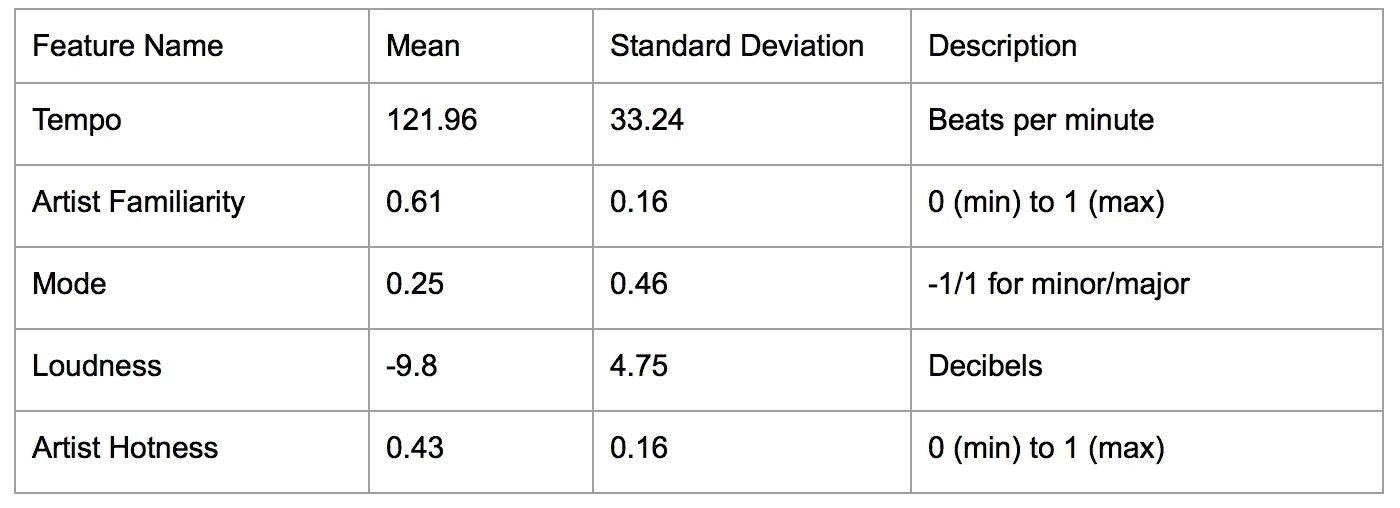 Feature Name Mean Standard Deviation Description
Tempo 121.96 33.24 Beats per minute
Artist Familiarity 0.61 0.16 0 (min) to 1 (max)
Mode 0.25 0.46 -1/1 for minor/major
Loudness -9.8 4.75 Decibels
Artist Hotness 0.43 0.16 0 (min) to 1 (max)